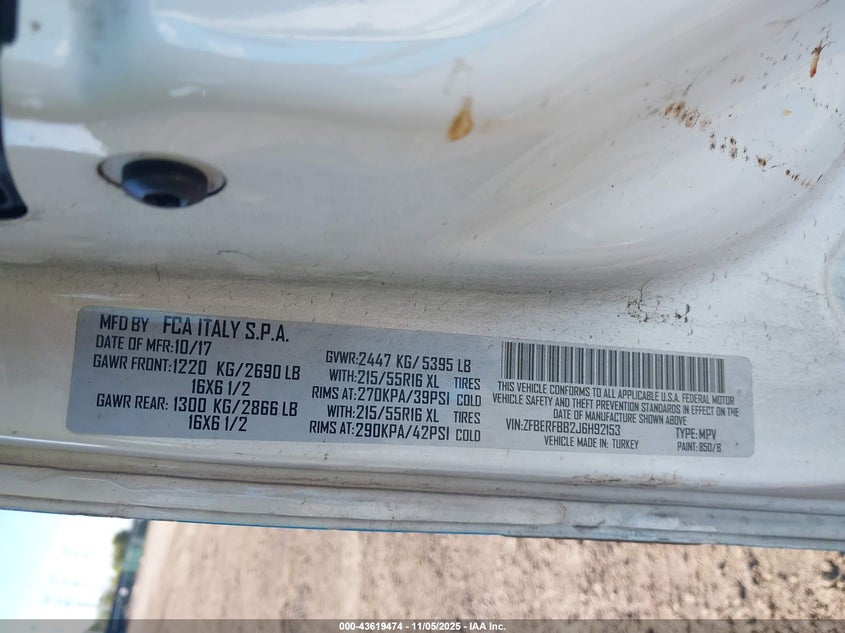 MFD BY FCA ITALY S.P.A.
DATE OF MFR:10/17
GAWR FRONT:1220 KG/2690 LB
16X6 1/2
GAWR REAR: 1300 KG/2866 LB
16X6 1/2
GVWR:2447 KG/5395 LB
WITH:215/55R16 XL TIRES
RIMS AT:270KPA/39PSI COLD
WITH:215/55R16 XL TIRES
RIMS AT:290KPA/42PSI COLD
THIS VEHICLE CONFORMS TO ALL APPLICABLE U.S.A. FEDERAL MOTOR
VEHICLE SAFETY AND THEFT PREVENTION STANDARDS IN EFFECT ON THE
DATE OF MANUFACTURE SHOWN ABOVE
VIN:ZFBERFBB2J6H92153 TYPE:MPV
VEHICLE MADE IN: TURKEY PAINT: 850/B
000-43619474 - 11/05/2025 - IAA Inc.